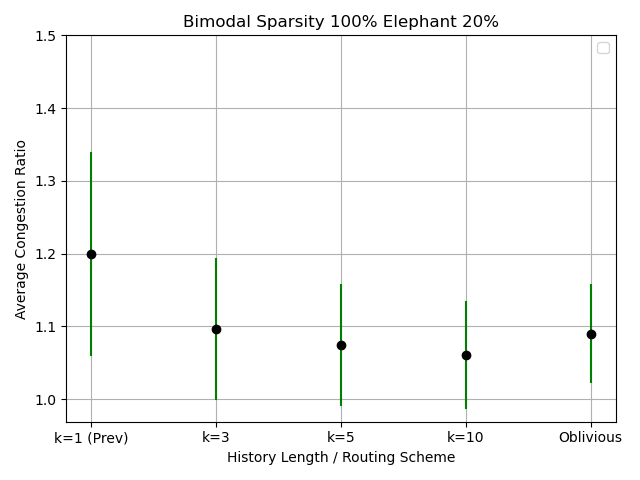 Bimodal Sparsity 100% Elephant 20%
1.5
1.4
1.3
1.2
1.1
1.0
Average Congestion Ratio
k=1 (Prev) k=3 k=5 k=10 Oblivious
History Length / Routing Scheme